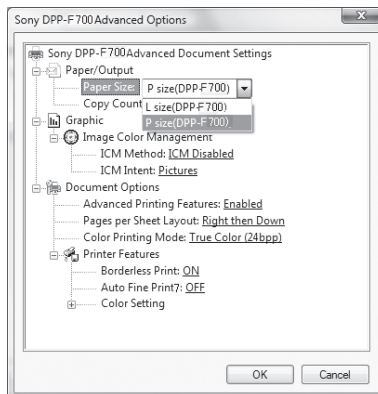 Sony DPP-F700 Advanced Options
Sony DPP-F700 Advanced Document Settings
Paper/Output
Paper Size: P size(DPP-F700)
L size(DPP-F700)
Copy Count
P size(DPP-F700)
Graphic
Image Color Management
ICM Method: ICM Disabled
ICM Intent: Pictures
Document Options
Advanced Printing Features: Enabled
Pages per Sheet Layout: Right then Down
Color Printing Mode: True Color (24bpp)
Printer Features
Borderless Print: ON
Auto Fine Print7: OFF
Color Setting
OK Cancel